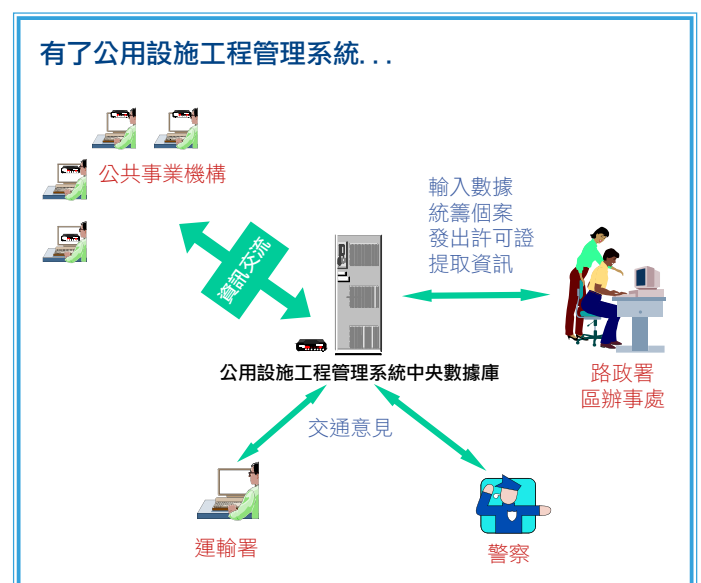 有了公用設施工程管理系統...
公共事業機構
輸入數據
統籌個案
發出許可證
提取資訊
資訊交流
公用設施工程管理系統中央數據庫
路政署
區辦事處
交通意見
運輸署
警察